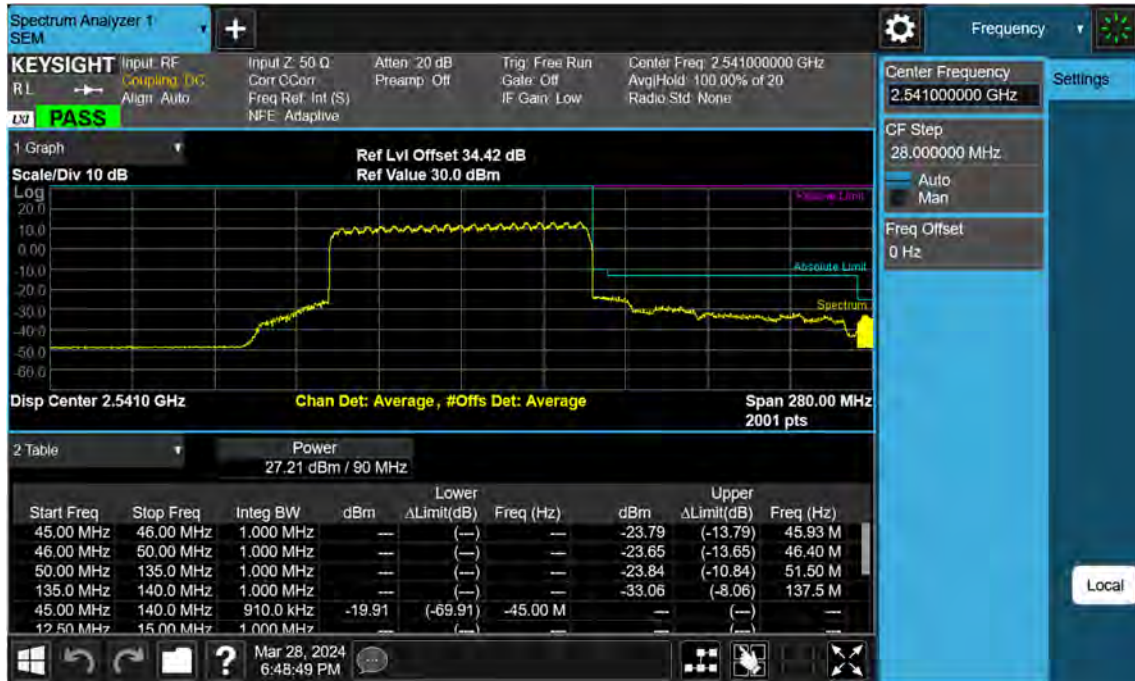 Spectrum Analyzer 1
SEM
Frequency
KEYSIGHT
RL
LXI PASS
Input: RF
Coupling: DC
Align: Auto
Input Z: 50 Ω
Corr CCorr
Freq Ref: Int (S)
NFE: Adaptive
Atten: 20 dB
Preamp: Off
Trig: Free Run
Gate: Off
IF Gain: Low
Center Freq: 2.541000000 GHz
Avg|Hold: 100.00% of 20
Radio Std: None
Center Frequency
2.541000000 GHz
Settings
CF Step
28.000000 MHz
Auto
Man
Freq Offset
0 Hz
1 Graph
Scale/Div 10 dB
Ref Lvl Offset 34.42 dB
Ref Value 30.0 dBm
Log
20.0
10.0
0.00
-10.0
-20.0
-30.0
-40.0
-50.0
-60.0
Relative Limit
Absolute Limit
Spectrum
Disp Center 2.5410 GHz
Chan Det: Average, #Offs Det: Average
Span 280.00 MHz
2001 pts
2 Table
Power
27.21 dBm / 90 MHz
Lower Upper
Start Freq Stop Freq Integ BW dBm ΔLimit(dB) Freq (Hz) dBm ΔLimit(dB) Freq (Hz)
45.00 MHz 46.00 MHz 1.000 MHz --- (---) --- -23.79 (-13.79) 45.93 M
46.00 MHz 50.00 MHz 1.000 MHz --- (---) --- -23.65 (-13.65) 46.40 M
50.00 MHz 135.0 MHz 1.000 MHz --- (---) --- -23.84 (-10.84) 51.50 M
135.0 MHz 140.0 MHz 1.000 MHz --- (---) --- -33.06 (-8.06) 137.5 M
45.00 MHz 140.0 MHz 910.0 kHz -19.91 (-69.91) -45.00 M --- (---) ---
12.50 MHz 15.00 MHz 1.000 MHz --- (---) --- --- (---) ---
Local
?
Mar 28, 2024
6:48:49 PM